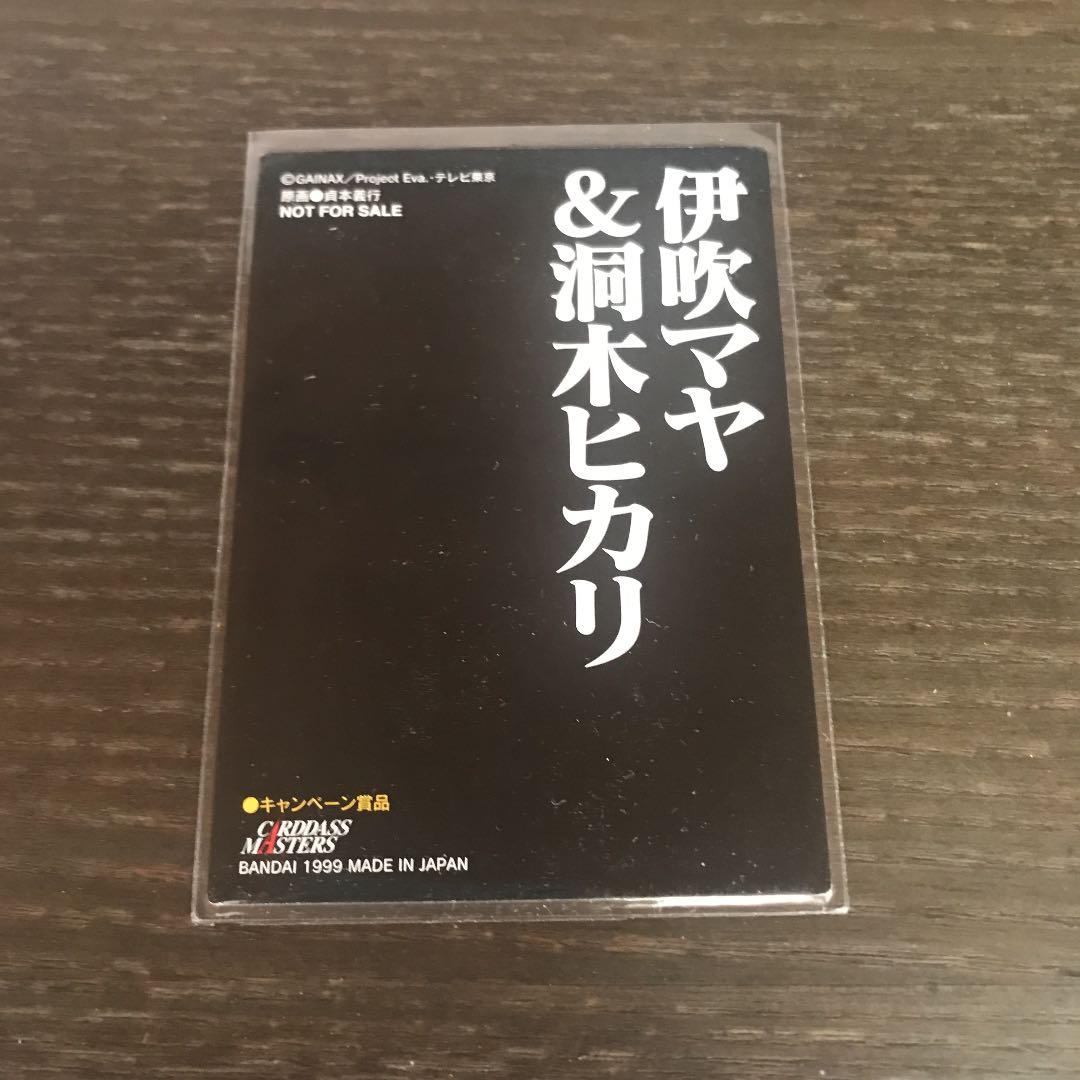 ©GAINAX／Project Eva.･テレビ東京
原画●貞本義行
NOT FOR SALE
伊吹マヤ
&洞木ヒカリ
●キャンペーン賞品
CARDDASS
MASTERS
BANDAI 1999 MADE IN JAPAN